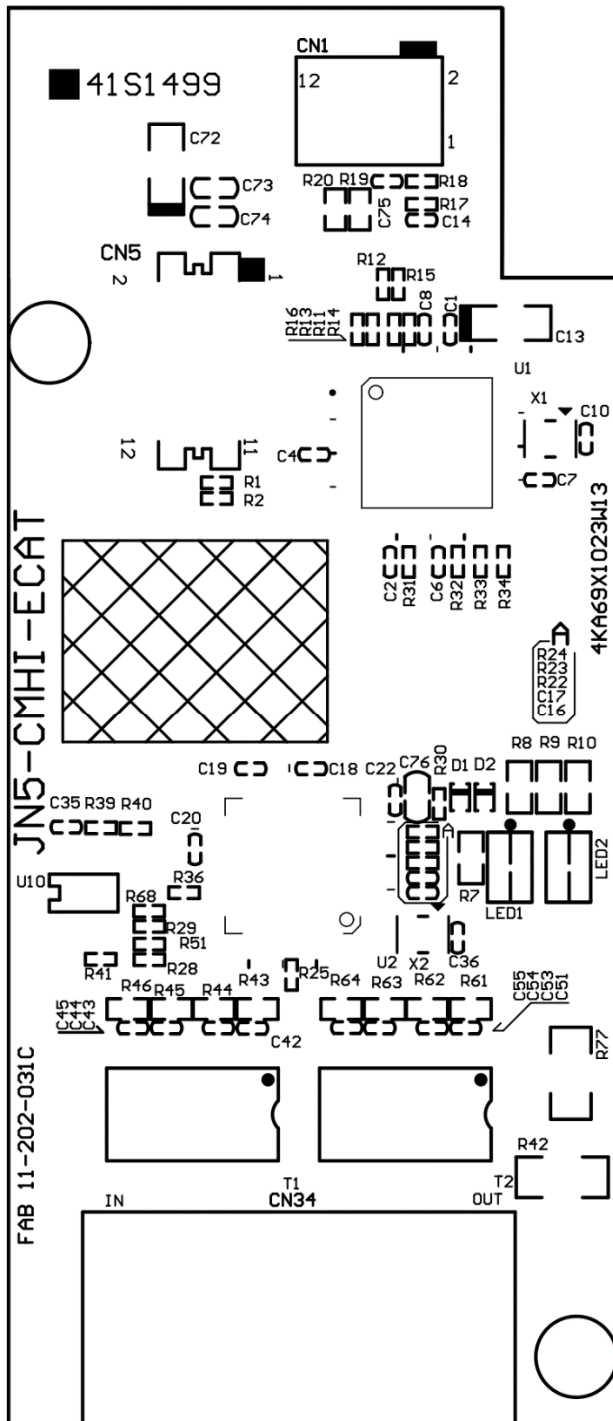 CN1
41S1499
12
2
1
C72
C73
C74
R20
R19
R18
C75
R17
C14
CN5
2
1
R12
R15
R16
R13
R11
R14
C8
C1
C13
U1
X1
C10
12
11
C4
C7
R1
R2
C2
R31
C6
R32
R33
R34
4KA69X1023W13
JN5-CMHI-ECAT
A
R24
R23
R22
C17
C16
C19
C18
C22
C76
R30
D1
D2
R8
R9
R10
C35
R39
R40
C20
A
U10
R36
R7
LED1
LED2
R68
R29
R51
R28
R41
U2
X2
C36
R25
R46
R45
R44
R43
R64
R63
R62
R61
C45
C44
C43
C42
C55
C54
C53
C51
R77
R42
T1
T2
IN
CN34
OUT
FAB 11-202-031C